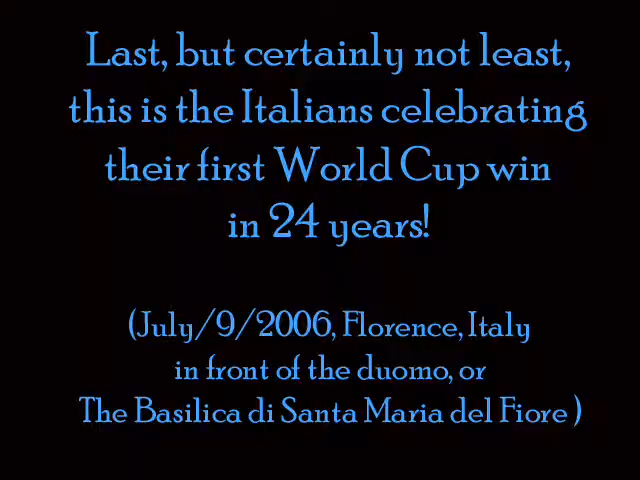 Last, but certainly not least,
this is the Italians celebrating
their first World Cup win
in 24 years!
(July/9/2006, Florence, Italy
in front of the duomo, or
The Basilica di Santa Maria del Fiore )